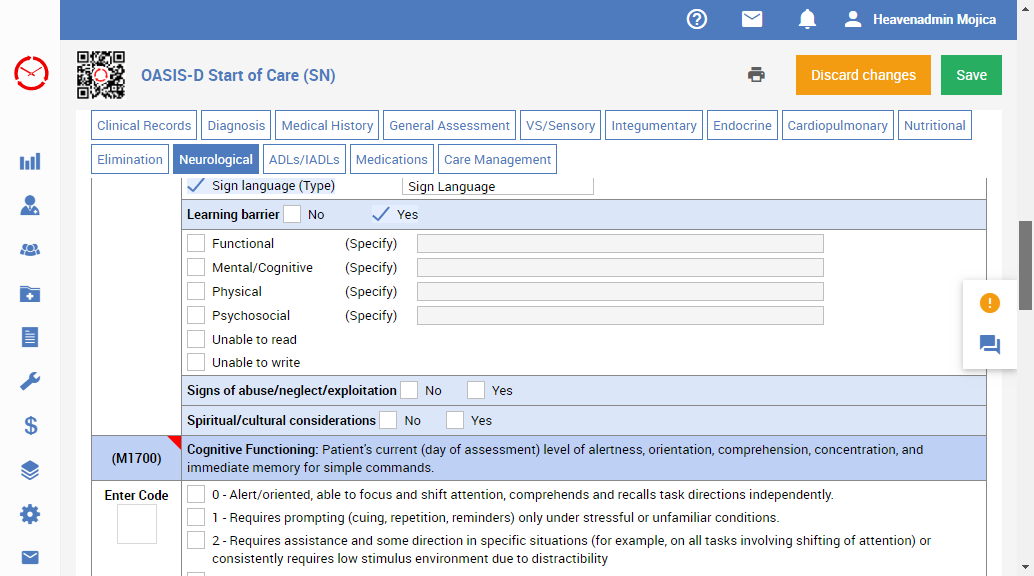 Heavenadmin Mojica
OASIS-D Start of Care (SN)
Discard changes
Save
Clinical Records
Diagnosis
Medical History
General Assessment
VS/Sensory
Integumentary
Endocrine
Cardiopulmonary
Nutritional
Elimination
Neurological
ADLs/IADLs
Medications
Care Management
Sign language (Type) Sign Language
Learning barrier No Yes
Functional (Specify)
Mental/Cognitive (Specify)
Physical (Specify)
Psychosocial (Specify)
Unable to read
Unable to write
Signs of abuse/neglect/exploitation No Yes
Spiritual/cultural considerations No Yes
(M1700)
Cognitive Functioning: Patient's current (day of assessment) level of alertness, orientation, comprehension, concentration, and
immediate memory for simple commands.
Enter Code
0 - Alert/oriented, able to focus and shift attention, comprehends and recalls task directions independently.
1 - Requires prompting (cuing, repetition, reminders) only under stressful or unfamiliar conditions.
2 - Requires assistance and some direction in specific situations (for example, on all tasks involving shifting of attention) or
consistently requires low stimulus environment due to distractibility